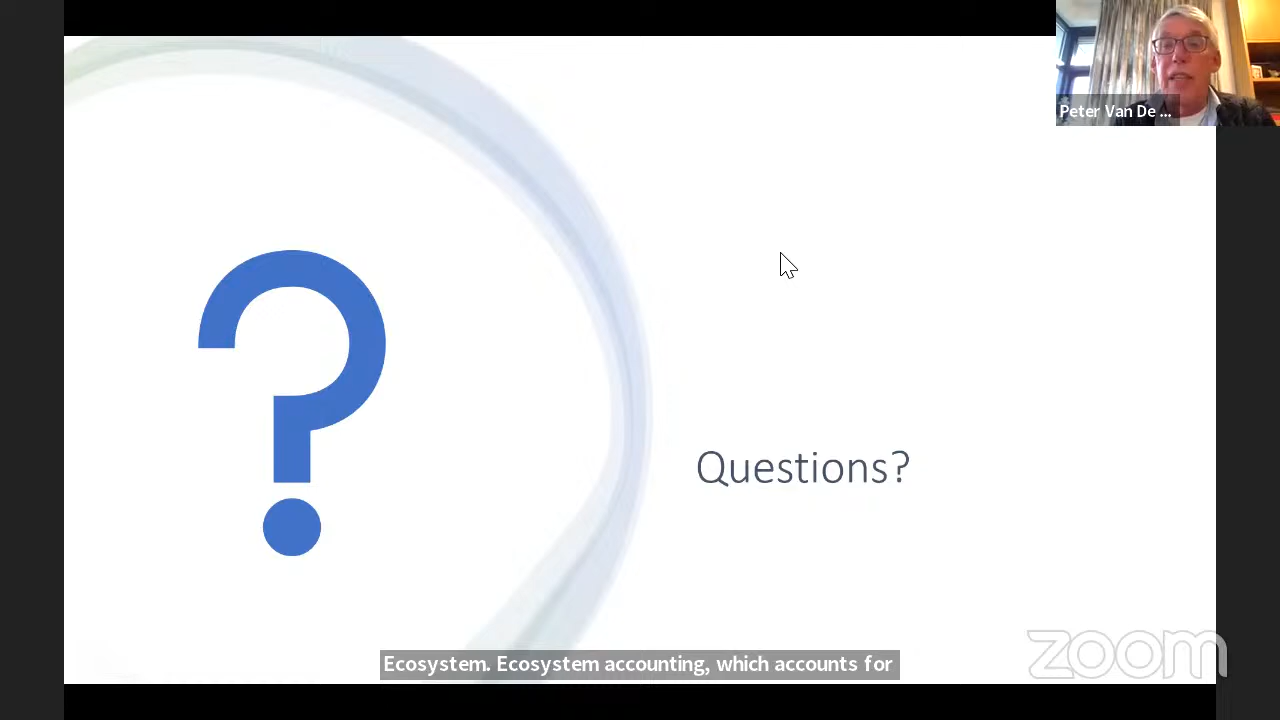 Peter Van De ...
Questions?
Ecosystem. Ecosystem accounting, which accounts for
zoom